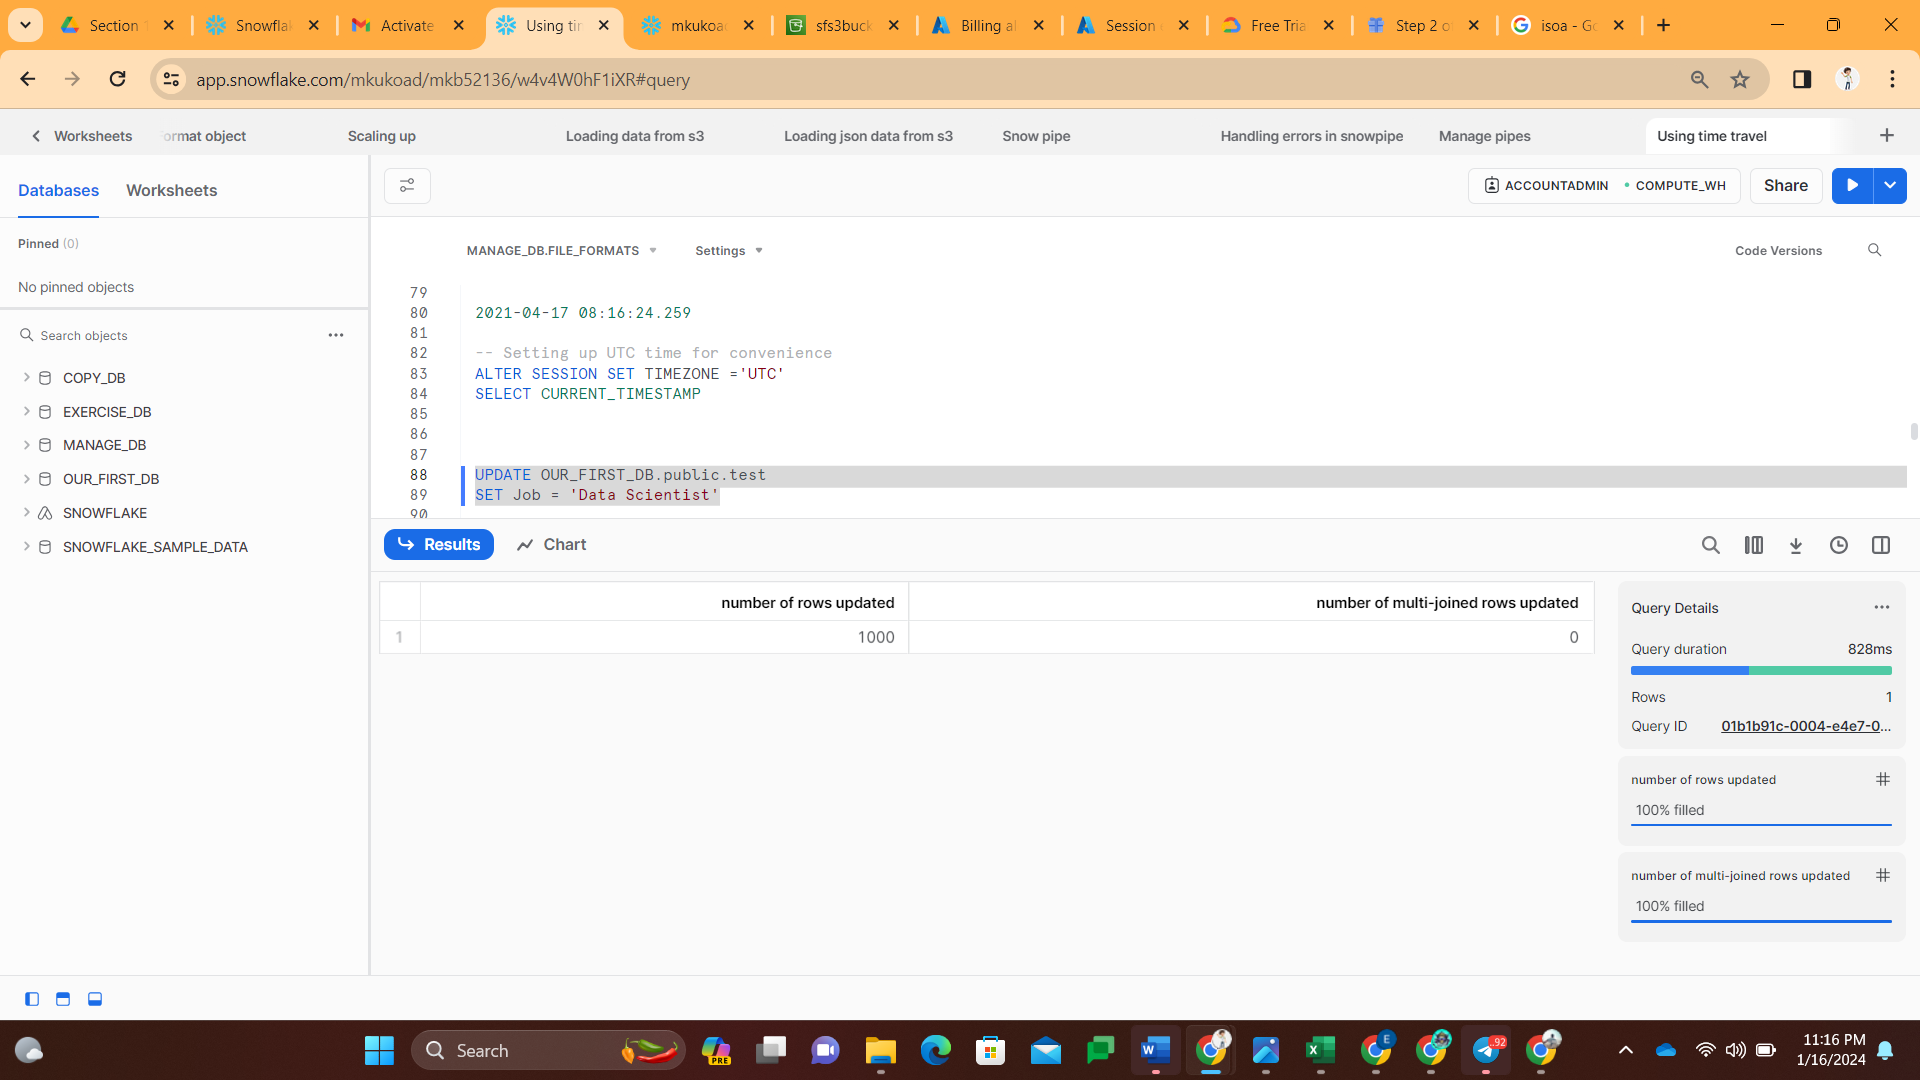 Section
Snowfla
Activate
Using tir
mkukoa
sfs3buck
Billing al
Session
Free Tria
Step 2 o
isoa - Go
app.snowflake.com/mkukoad/mkb52136/w4v4W0hF1iXR#query
Worksheets
ormat object
Scaling up
Loading data from s3
Loading json data from s3
Snow pipe
Handling errors in snowpipe
Manage pipes
Using time travel
Databases
Worksheets
ACCOUNTADMIN
COMPUTE_WH
Share
Pinned (0)
No pinned objects
MANAGE_DB.FILE_FORMATS
Settings
Code Versions
Search objects
COPY_DB
EXERCISE_DB
MANAGE_DB
OUR_FIRST_DB
SNOWFLAKE
SNOWFLAKE_SAMPLE_DATA
79
80 2021-04-17 08:16:24.259
81
82 -- Setting up UTC time for convenience
83 ALTER SESSION SET TIMEZONE ='UTC'
84 SELECT CURRENT_TIMESTAMP
85
86
87
88 UPDATE OUR_FIRST_DB.public.test
89 SET Job = 'Data Scientist'
90
Results
Chart
number of rows updated number of multi-joined rows updated
1 1000 0
Query Details
Query duration 828ms
Rows 1
Query ID 01b1b91c-0004-e4e7-0...
number of rows updated
100% filled
number of multi-joined rows updated
100% filled
Search
PRE
E
92
11:16 PM
1/16/2024